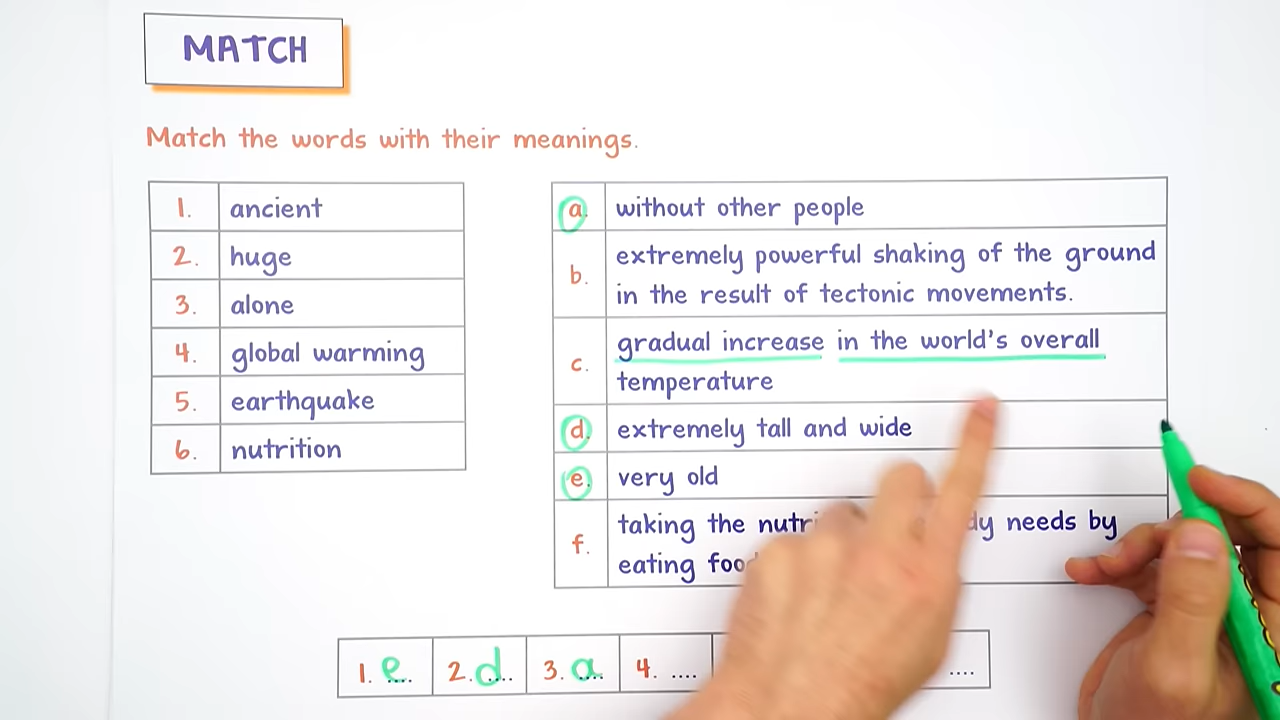 MATCH
Match the words with their meanings.
1. ancient
2. huge
3. alone
4. global warming
5. earthquake
6. nutrition
a. without other people
b. extremely powerful shaking of the ground
in the result of tectonic movements.
c. gradual increase in the world's overall
temperature
d. extremely tall and wide
e. very old
f. taking the needs by
eating
1. e 2. d 3. a 4. ....